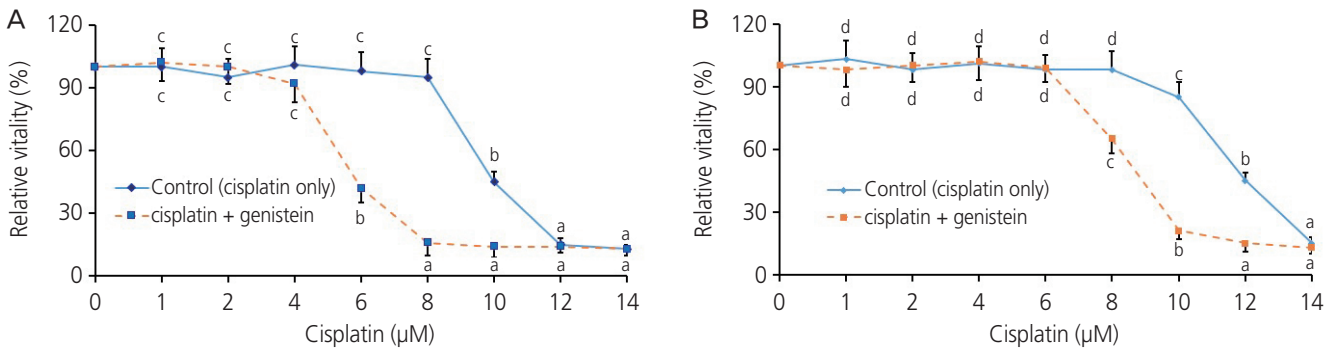 A
Relative vitality (%)
120
90
60
30
0
c
c
c
c
c
b
a
a
c
c
c
b
a
a
a
a
Control (cisplatin only)
cisplatin + genistein
0 1 2 4 6 8 10 12 14
Cisplatin (µM)
B
Relative vitality (%)
120
90
60
30
0
d
d
d
d
d
c
b
a
d
d
d
d
c
b
a
a
Control (cisplatin only)
cisplatin + genistein
0 1 2 4 6 8 10 12 14
Cisplatin (µM)